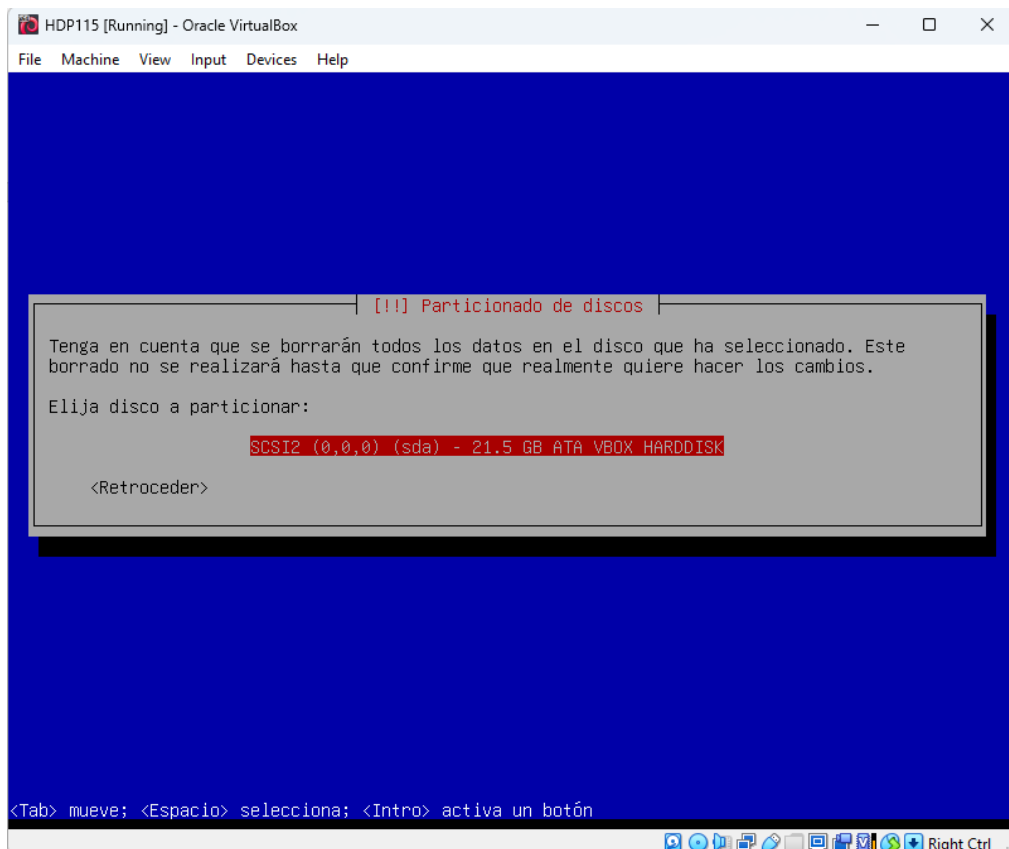 HDP115 [Running] - Oracle VirtualBox
File Machine View Input Devices Help
[!!] Particionado de discos
Tenga en cuenta que se borrarán todos los datos en el disco que ha seleccionado. Este
borrado no se realizará hasta que confirme que realmente quiere hacer los cambios.
Elija disco a particionar:
SCSI2 (0,0,0) (sda) - 21.5 GB ATA VBOX HARDDISK
<Retroceder>
<Tab> mueve; <Espacio> selecciona; <Intro> activa un botón
Right Ctrl